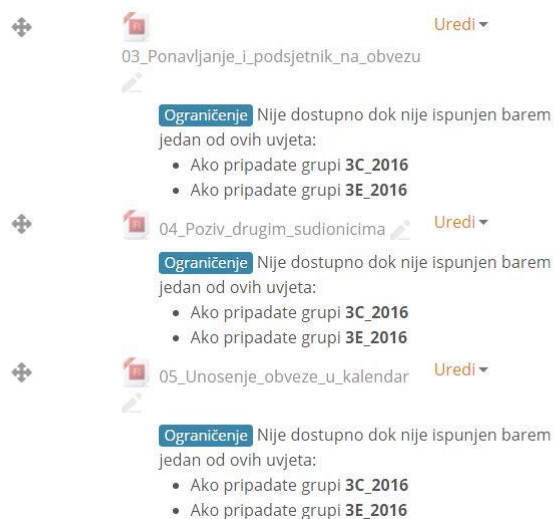 Uredi
03_Ponavljanje_i_podsjetnik_na_obvezu
Ograničenje Nije dostupno dok nije ispunjen barem
jedan od ovih uvjeta:
Ako pripadate grupi 3C_2016
Ako pripadate grupi 3E_2016
04_Poziv_drugim_sudionicima Uredi
Ograničenje Nije dostupno dok nije ispunjen barem
jedan od ovih uvjeta:
Ako pripadate grupi 3C_2016
Ako pripadate grupi 3E_2016
05_Unosenje_obveze_u_kalendar Uredi
Ograničenje Nije dostupno dok nije ispunjen barem
jedan od ovih uvjeta:
Ako pripadate grupi 3C_2016
Ako pripadate grupi 3E_2016